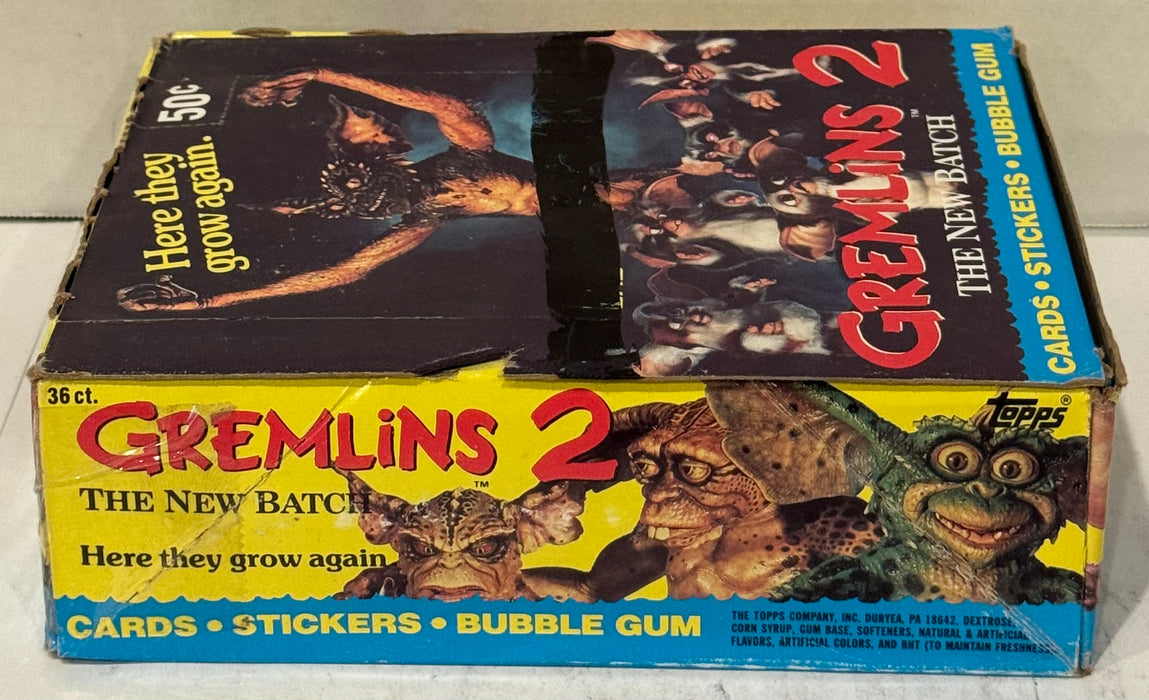 Here they
grow again.
50¢
GREMLiNS 2
™
THE NEW BATCH
CARDS • STICKERS • BUBBLE GUM
36 ct.
GREMLiNS 2
™
THE NEW BATCH
Here they grow again
topps®
CARDS • STICKERS • BUBBLE GUM
THE TOPPS COMPANY, INC. DURYEA, PA 18642. DEXTROSE,
CORN SYRUP, GUM BASE, SOFTENERS, NATURAL & ARTIFICIAL
FLAVORS, ARTIFICIAL COLORS, AND BHT (TO MAINTAIN FRESHNESS).